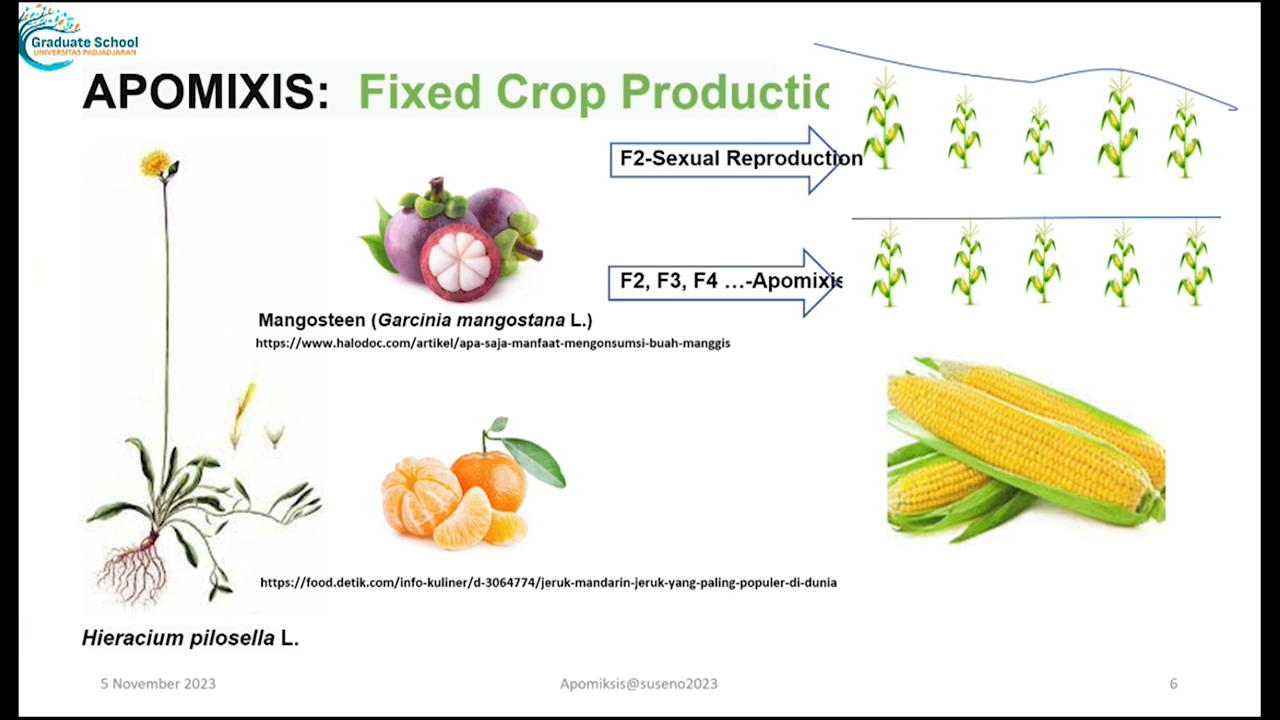 Graduate School
UNIVERSITAS PADJADJARAN
APOMIXIS: Fixed Crop Productio
F2-Sexual Reproduction
F2, F3, F4 ...-Apomixis
Mangosteen (Garcinia mangostana L.)
https://www.halodoc.com/artikel/apa-saja-manfaat-mengonsumsi-buah-manggis
https://food.detik.com/info-kuliner/d-3064774/jeruk-mandarin-jeruk-yang-paling-populer-di-dunia
Hieracium pilosella L.
5 November 2023
Apomiksis@suseno2023
6